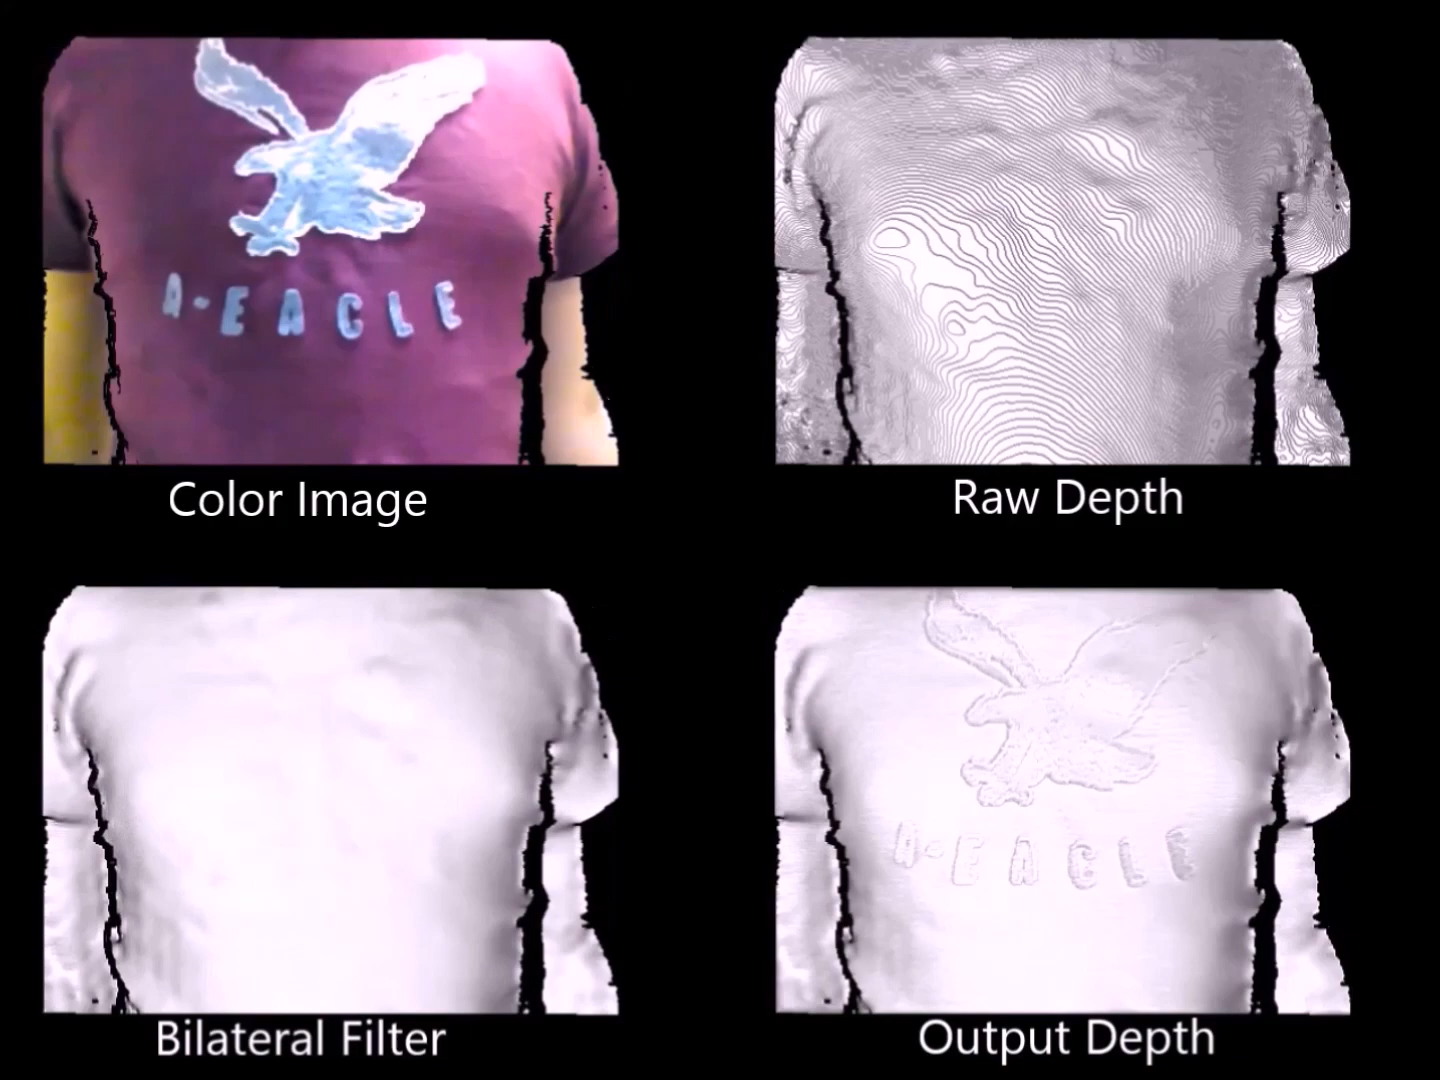 A-EAGLE
Color Image
Raw Depth
A-EAGLE
Bilateral Filter
Output Depth